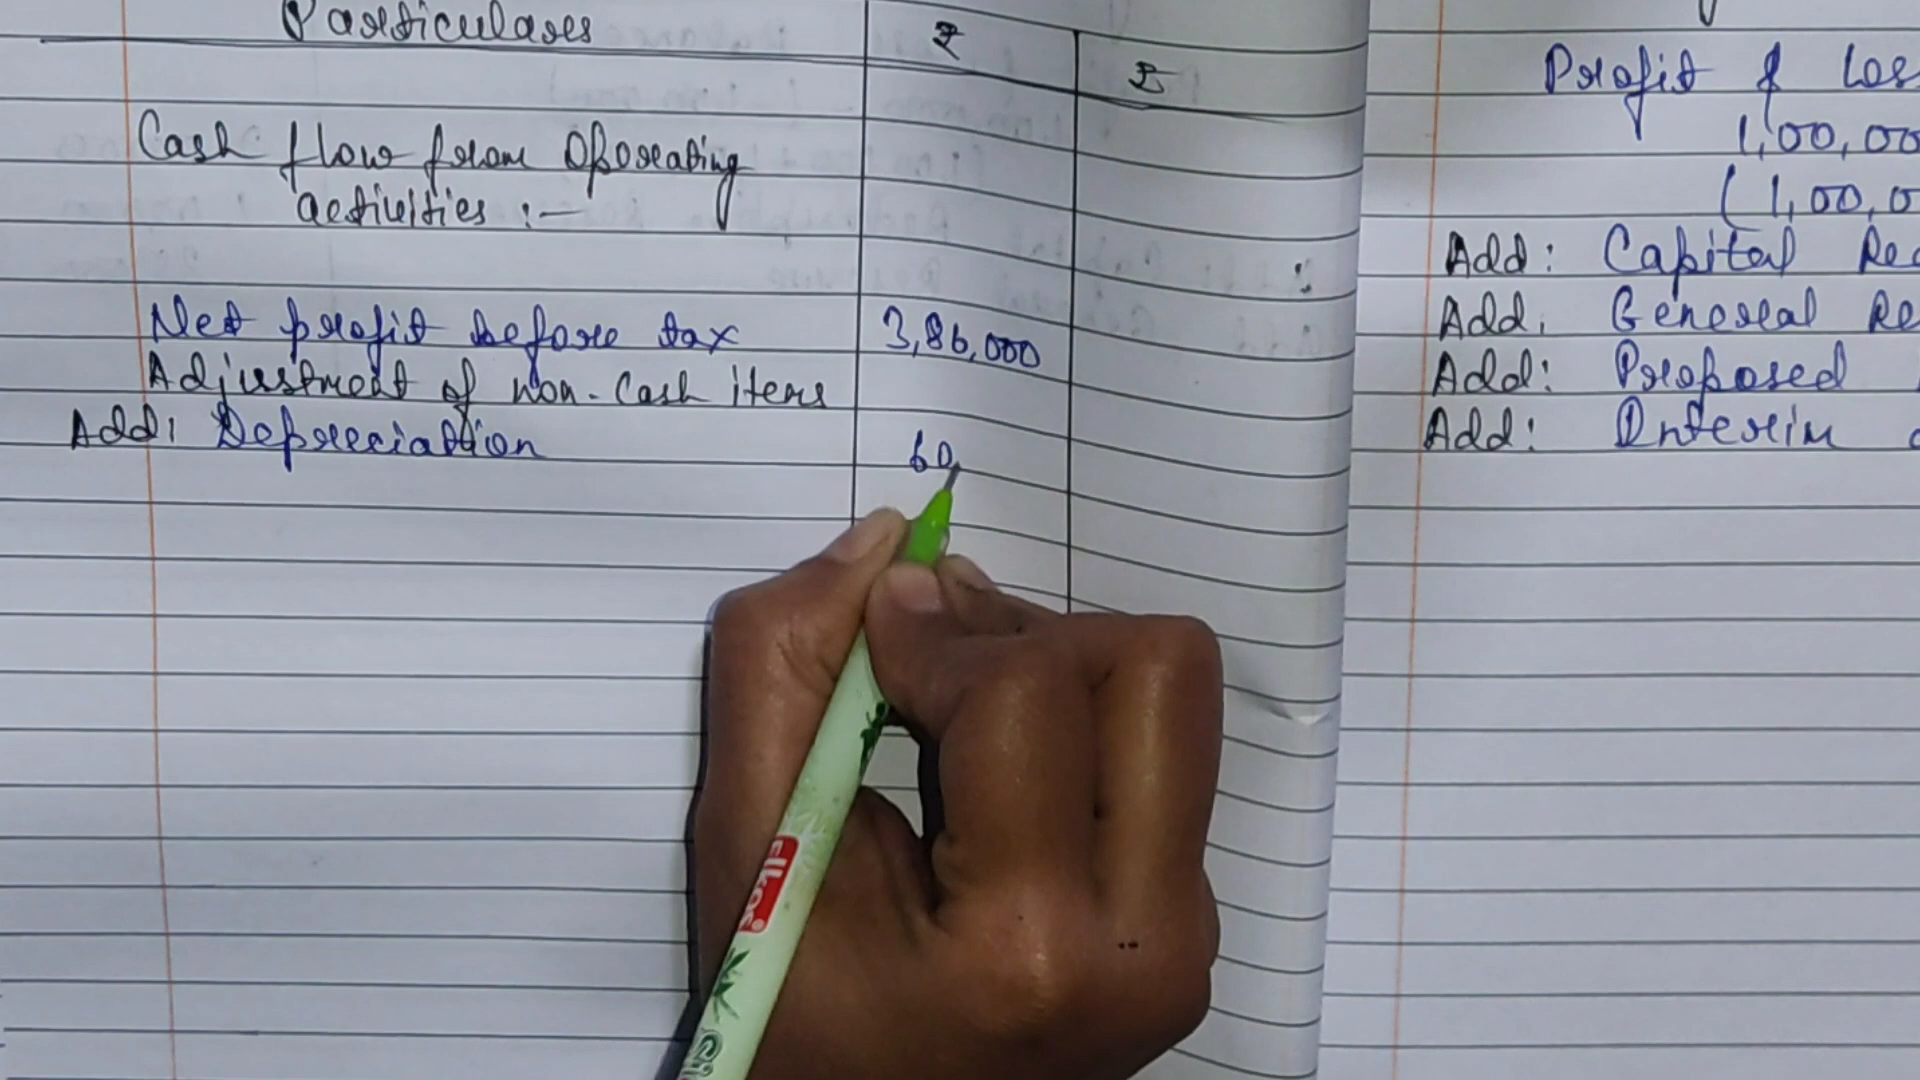 Particulars ₹ ₹
Cash flow from Operating
activities :-
Net profit before tax 3,86,000
Adjustment of non-Cash items
Add: Depreciation 60,
Profit & Los
1,00,00
( 1,00,0
Add: Capital Re
Add. General Re
Add: Proposed
Add: Interim d
Elkos